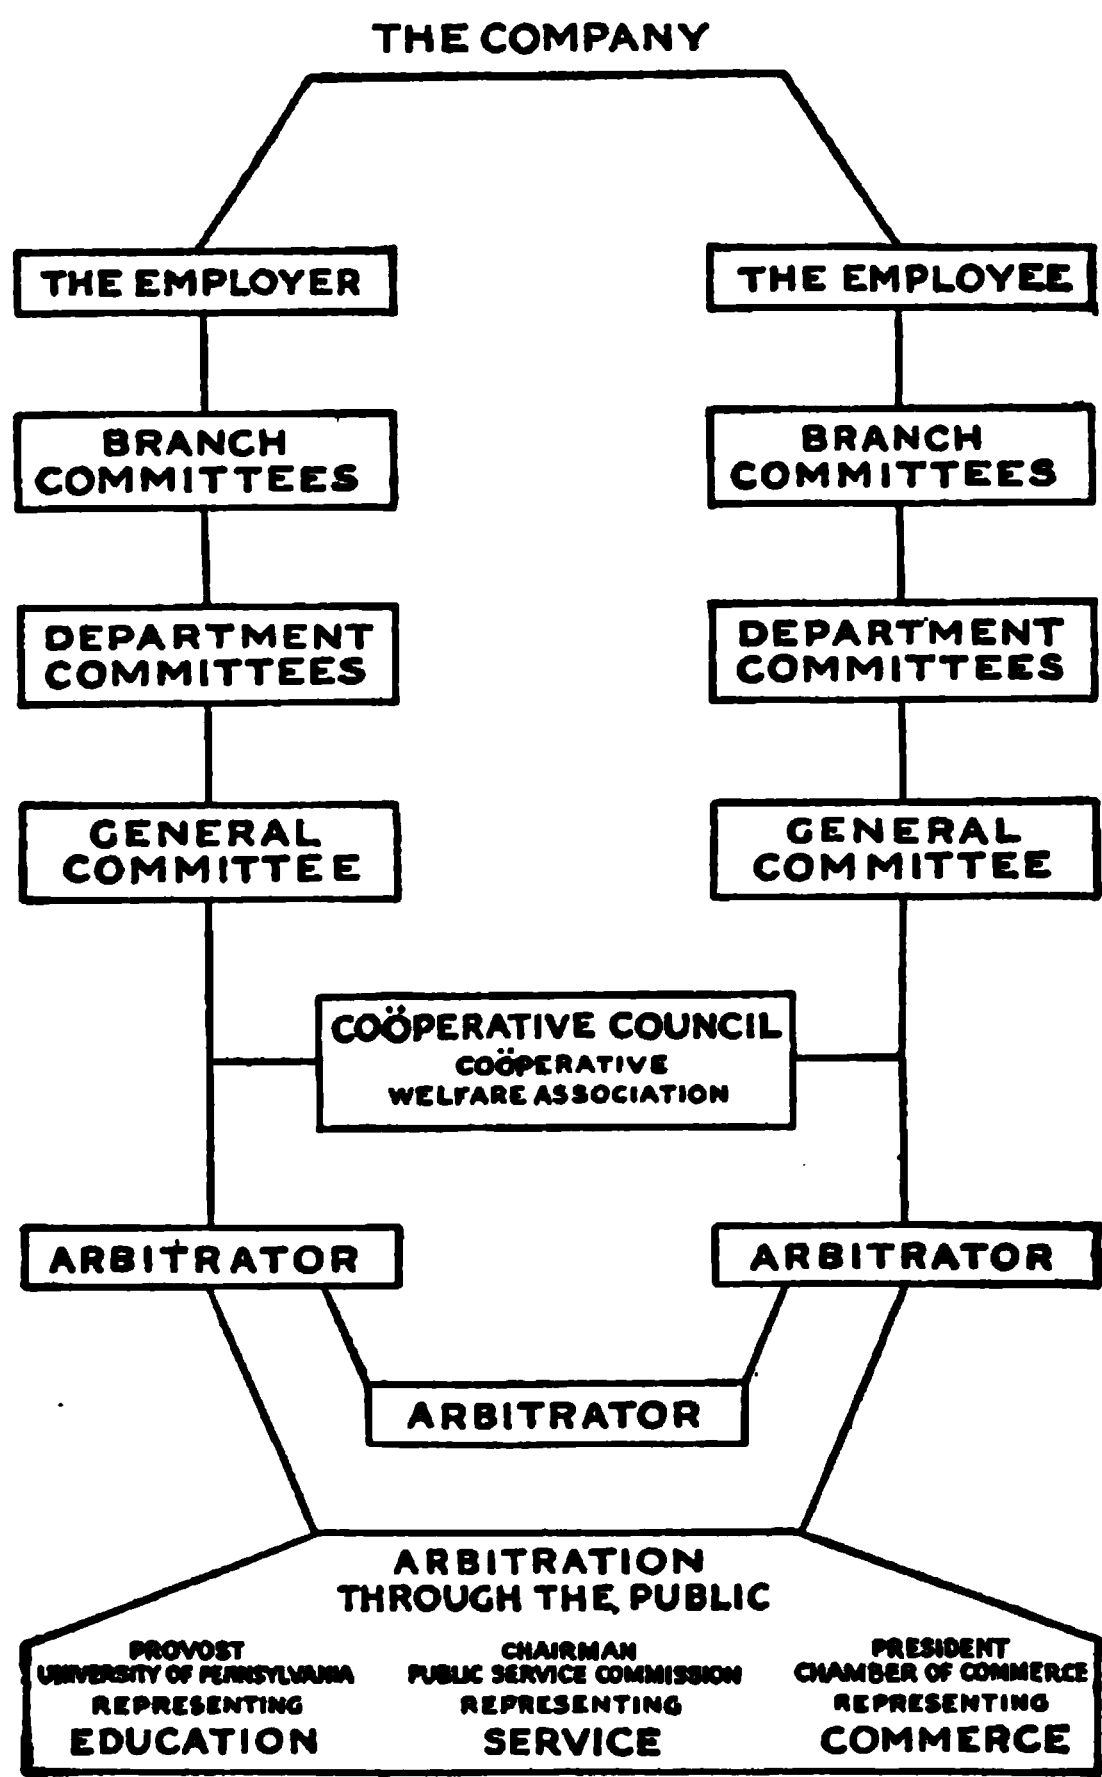 THE COMPANY
THE EMPLOYER
THE EMPLOYEE
BRANCH
COMMITTEES
BRANCH
COMMITTEES
DEPARTMENT
COMMITTEES
DEPARTMENT
COMMITTEES
GENERAL
COMMITTEE
GENERAL
COMMITTEE
COÖPERATIVE COUNCIL
COÖPERATIVE
WELFARE ASSOCIATION
ARBITRATOR
ARBITRATOR
ARBITRATOR
ARBITRATION
THROUGH THE PUBLIC
PROVOST
UNIVERSITY OF PENNSYLVANIA
REPRESENTING
EDUCATION
CHAIRMAN
PUBLIC SERVICE COMMISSION
REPRESENTING
SERVICE
PRESIDENT
CHAMBER OF COMMERCE
REPRESENTING
COMMERCE